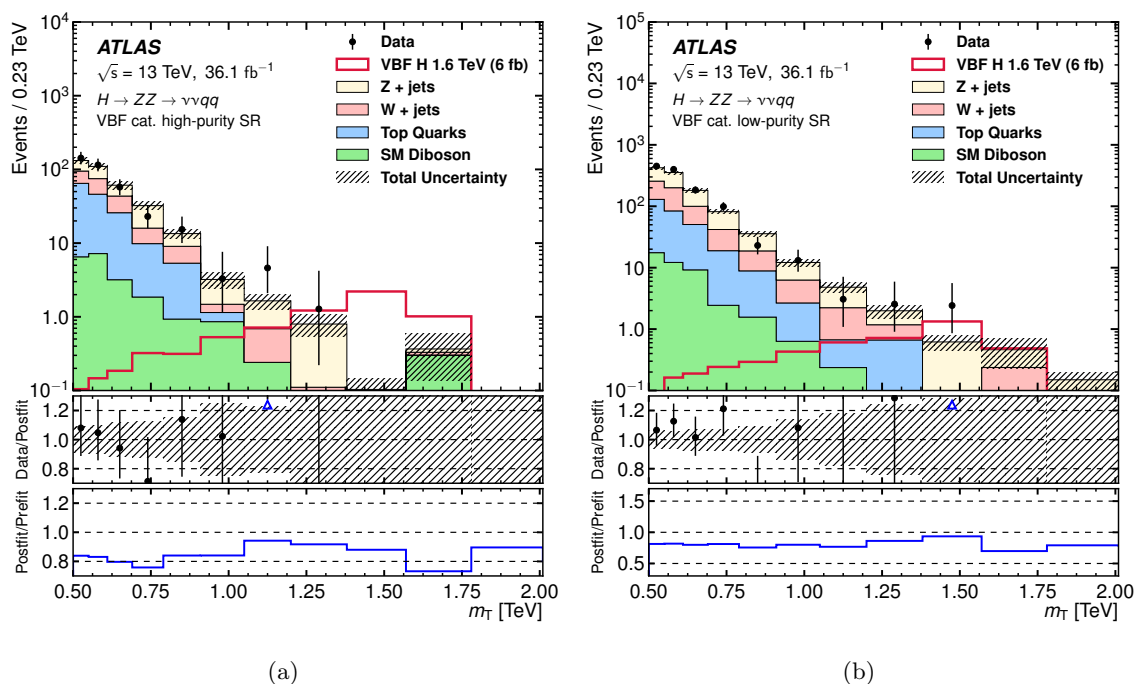 ATLAS
√s = 13 TeV, 36.1 fb⁻¹
H → ZZ → ννqq
VBF cat. high-purity SR
Data
VBF H 1.6 TeV (6 fb)
Z + jets
W + jets
Top Quarks
SM Diboson
Total Uncertainty
Events / 0.23 TeV
10⁴
10³
10²
10
1.0
10⁻¹
Data/Postfit
1.2
1.0
0.8
Postfit/Prefit
1.2
1.0
0.8
0.50 0.75 1.00 1.25 1.50 1.75 2.00
m_T [TeV]
(a)
ATLAS
√s = 13 TeV, 36.1 fb⁻¹
H → ZZ → ννqq
VBF cat. low-purity SR
Data
VBF H 1.6 TeV (6 fb)
Z + jets
W + jets
Top Quarks
SM Diboson
Total Uncertainty
Events / 0.23 TeV
10⁵
10⁴
10³
10²
10
1.0
10⁻¹
Data/Postfit
1.2
1.0
0.8
Postfit/Prefit
1.5
1.0
0.5
0.50 0.75 1.00 1.25 1.50 1.75 2.00
m_T [TeV]
(b)